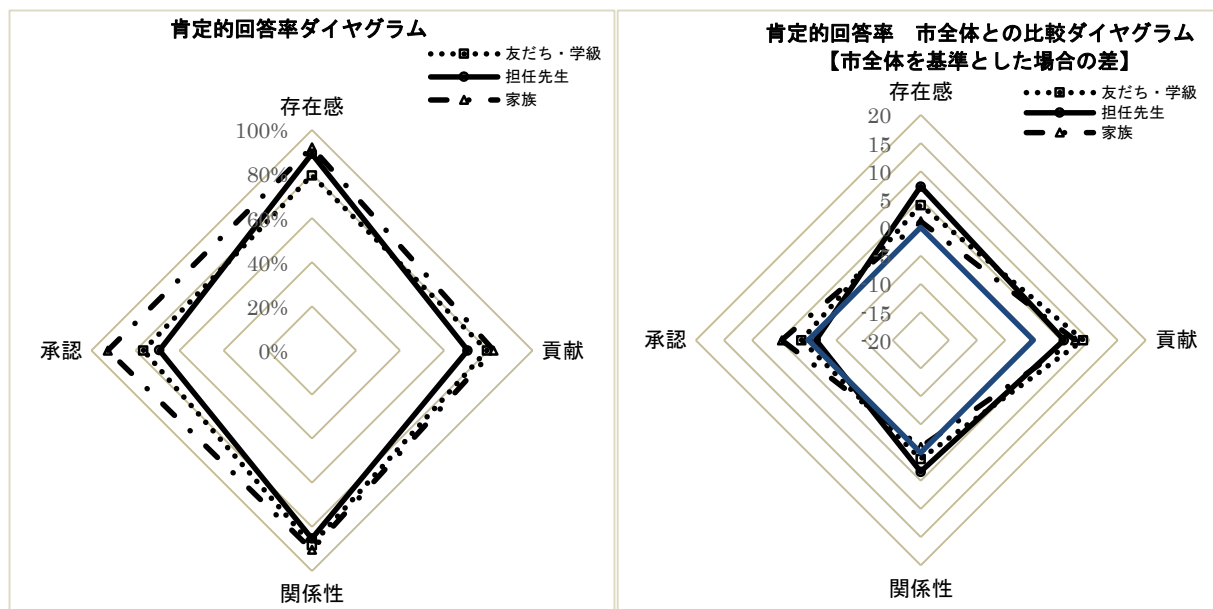 肯定的回答率ダイヤグラム
友だち・学級
担任先生
家族
存在感
100%
80%
60%
40%
20%
0%
承認
貢献
関係性
肯定的回答率 市全体との比較ダイヤグラム
【市全体を基準とした場合の差】
友だち・学級
担任先生
家族
存在感
20
15
10
5
0
-5
-10
-15
-20
承認
貢献
関係性